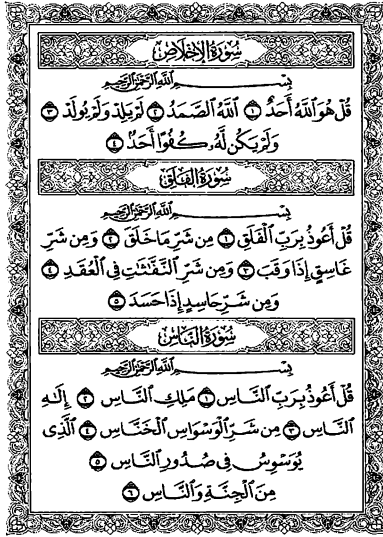 سُورَةُ الإِخْلَاصِ
بِسْمِ ٱللَّهِ ٱلرَّحْمَٰنِ ٱلرَّحِيمِ
قُلْ هُوَ ٱللَّهُ أَحَدٌ ١ ٱللَّهُ ٱلصَّمَدُ ٢ لَمْ يَلِدْ وَلَمْ يُولَدْ ٣
وَلَمْ يَكُن لَّهُۥ كُفُوًا أَحَدٌۢ ٤
سُورَةُ الفَلَقِ
بِسْمِ ٱللَّهِ ٱلرَّحْمَٰنِ ٱلرَّحِيمِ
قُلْ أَعُوذُ بِرَبِّ ٱلْفَلَقِ ١ مِن شَرِّ مَا خَلَقَ ٢ وَمِن شَرِّ
غَاسِقٍ إِذَا وَقَبَ ٣ وَمِن شَرِّ ٱلنَّفَّٰثَٰتِ فِى ٱلْعُقَدِ ٤
وَمِن شَرِّ حَاسِدٍ إِذَا حَسَدَ ٥
سُورَةُ النَّاسِ
بِسْمِ ٱللَّهِ ٱلرَّحْمَٰنِ ٱلرَّحِيمِ
قُلْ أَعُوذُ بِرَبِّ ٱلنَّاسِ ١ مَلِكِ ٱلنَّاسِ ٢ إِلَٰهِ
ٱلنَّاسِ ٣ مِن شَرِّ ٱلْوَسْوَاسِ ٱلْخَنَّاسِ ٤ ٱلَّذِى
يُوَسْوِسُ فِى صُدُورِ ٱلنَّاسِ ٥
مِنَ ٱلْجِنَّةِ وَٱلنَّاسِ ٦